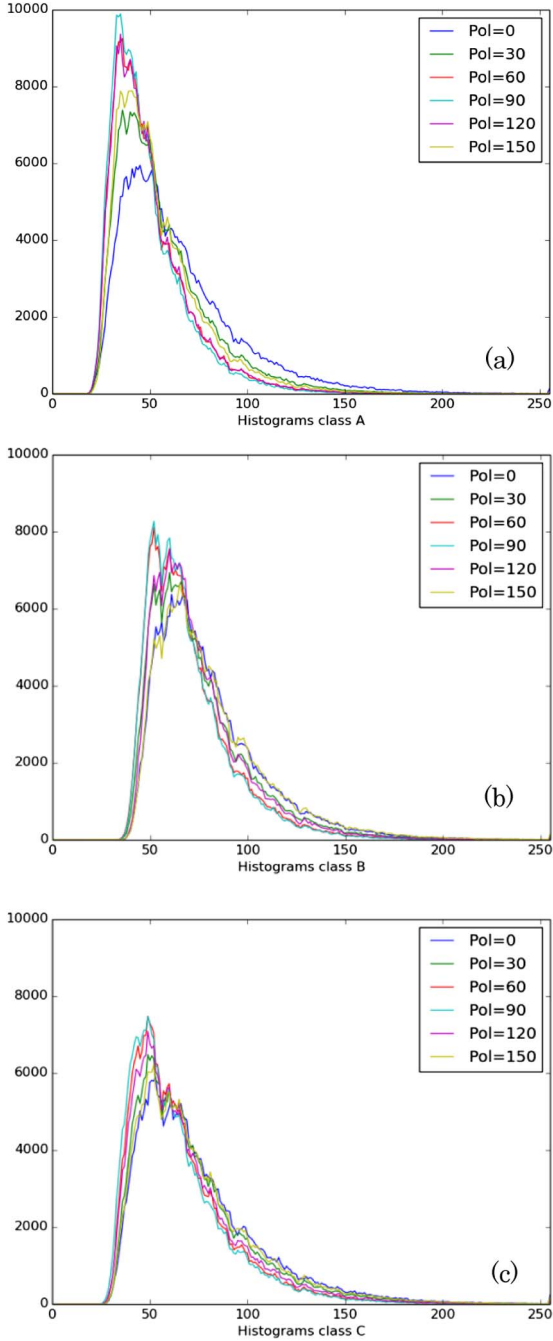 10000
8000
6000
4000
2000
0
0 50 100 150 200 250
Histograms class A
Pol=0
Pol=30
Pol=60
Pol=90
Pol=120
Pol=150
(a)
10000
8000
6000
4000
2000
0
0 50 100 150 200 250
Histograms class B
Pol=0
Pol=30
Pol=60
Pol=90
Pol=120
Pol=150
(b)
10000
8000
6000
4000
2000
0
0 50 100 150 200 250
Histograms class C
Pol=0
Pol=30
Pol=60
Pol=90
Pol=120
Pol=150
(c)